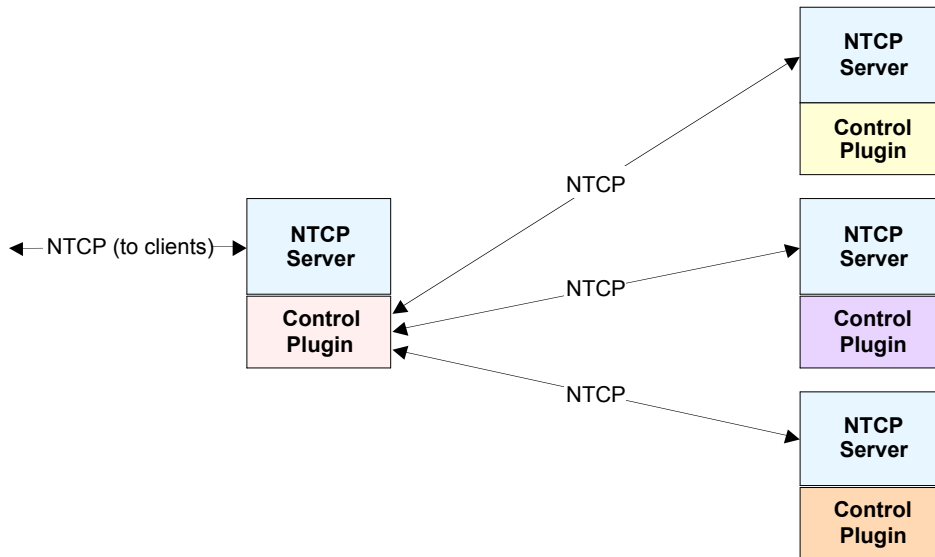 NTCP
Server
Control
Plugin
NTCP
NTCP (to clients)
NTCP
Server
Control
Plugin
NTCP
NTCP
Server
Control
Plugin
NTCP
NTCP
Server
Control
Plugin